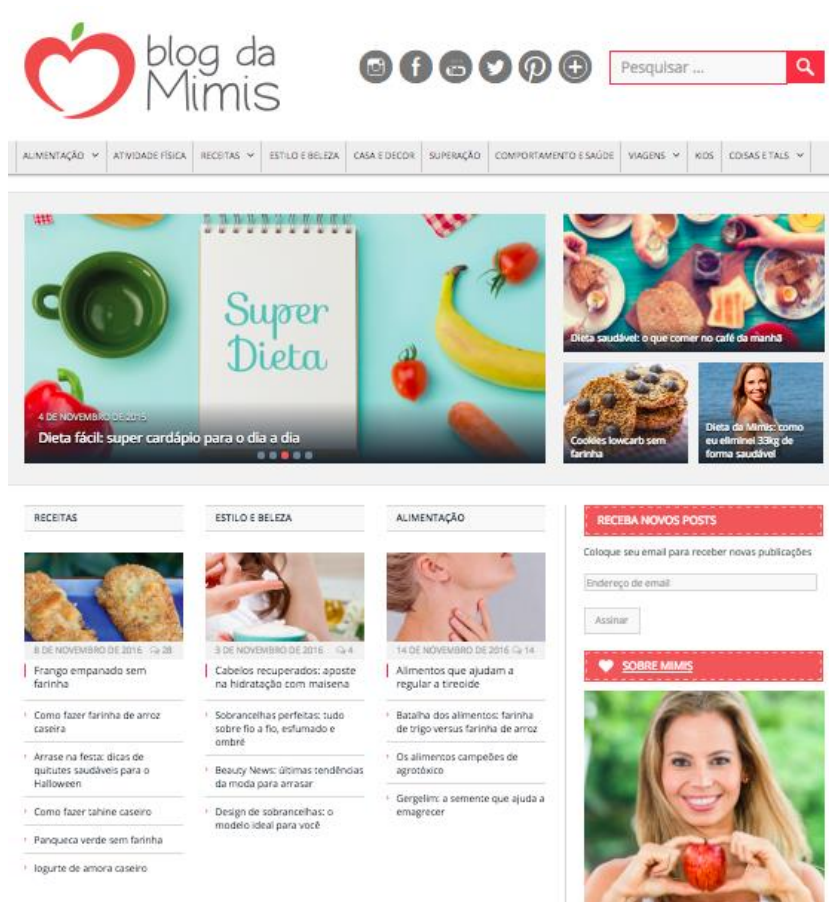 blog da
Mimis
Pesquisar ...
ALIMENTAÇÃO
ATIVIDADE FÍSICA
RECEITAS
ESTILO E BELEZA
CASA E DECOR
SUPERAÇÃO
COMPORTAMENTO E SAÚDE
VIAGENS
KIDS
COISAS E TALS
Super
Dieta
4 DE NOVEMBRO DE 2015
Dieta fácil: super cardápio para o dia a dia
Dieta saudável: o que comer no café da manhã
Cookies lowcarb sem
farinha
Dieta da Mimis: como
eu eliminei 33kg de
forma saudável
RECEITAS
8 DE NOVEMBRO DE 2016 28
Frango empanado sem
farinha
Como fazer farinha de arroz
caseira
Arrase na festa: dicas de
quitutes saudáveis para o
Halloween
Como fazer tahine caseiro
Panqueca verde sem farinha
Iogurte de amora caseiro
ESTILO E BELEZA
3 DE NOVEMBRO DE 2016 4
Cabelos recuperados: aposte
na hidratação com maisena
Sobrancelhas perfeitas: tudo
sobre fio a fio, esfumado e
ombré
Beauty News: últimas tendências
da moda para arrasar
Design de sobrancelhas: o
modelo ideal para você
ALIMENTAÇÃO
14 DE NOVEMBRO DE 2016 14
Alimentos que ajudam a
regular a tireoide
Batalha dos alimentos: farinha
de trigo versus farinha de arroz
Os alimentos campeões de
agrotóxico
Gergelim: a semente que ajuda a
emagrecer
RECEBA NOVOS POSTS
Coloque seu email para receber novas publicações
Endereço de email
Assinar
SOBRE MIMIS